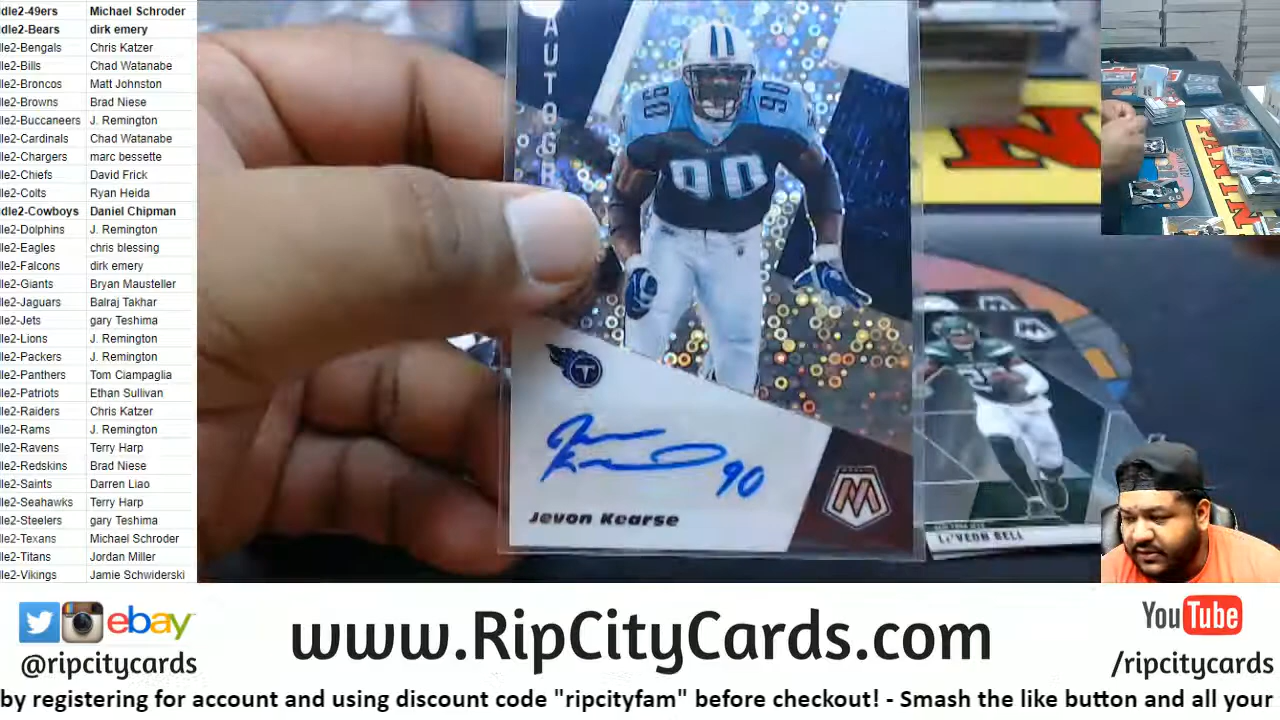 dle2-49ers Michael Schroder
dle2-Bears dirk emery
dle2-Bengals Chris Katzer
dle2-Bills Chad Watanabe
dle2-Broncos Matt Johnston
dle2-Browns Brad Niese
dle2-Buccaneers J. Remington
dle2-Cardinals Chad Watanabe
dle2-Chargers marc bessette
dle2-Chiefs David Frick
dle2-Colts Ryan Heida
dle2-Cowboys Daniel Chipman
dle2-Dolphins J. Remington
dle2-Eagles chris blessing
dle2-Falcons dirk emery
dle2-Giants Bryan Mausteller
dle2-Jaguars Balraj Takhar
dle2-Jets gary Teshima
dle2-Lions J. Remington
dle2-Packers J. Remington
dle2-Panthers Tom Ciampaglia
dle2-Patriots Ethan Sullivan
dle2-Raiders Chris Katzer
dle2-Rams J. Remington
dle2-Ravens Terry Harp
dle2-Redskins Brad Niese
dle2-Saints Darren Liao
dle2-Seahawks Terry Harp
dle2-Steelers gary Teshima
dle2-Texans Michael Schroder
dle2-Titans Jordan Miller
dle2-Vikings Jamie Schwiderski
AUTOGR
90
90
90
T
90
Jevon Kearse
M
LE'VEON BELL
ebay
@ripcitycards
www.RipCityCards.com
YouTube
/ripcitycards
by registering for account and using discount code "ripcityfam" before checkout! - Smash the like button and all your